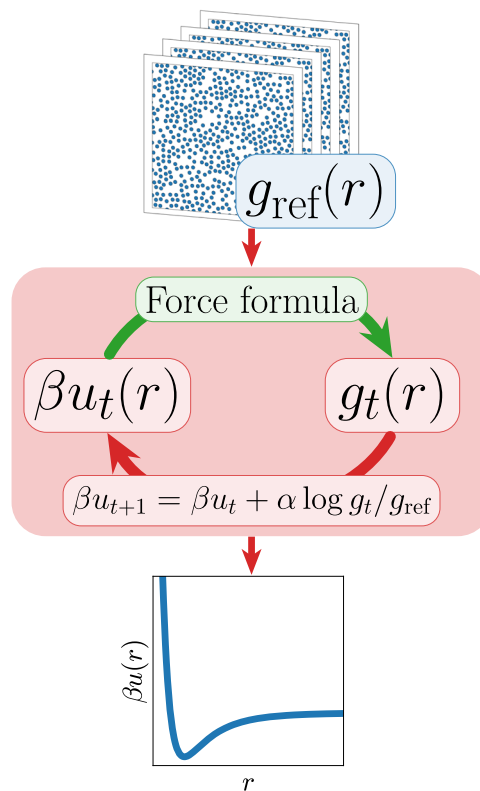 g_ref(r)
Force formula
βu_t(r)
g_t(r)
βu_{t+1} = βu_t + α log g_t/g_ref
βu(r)
r